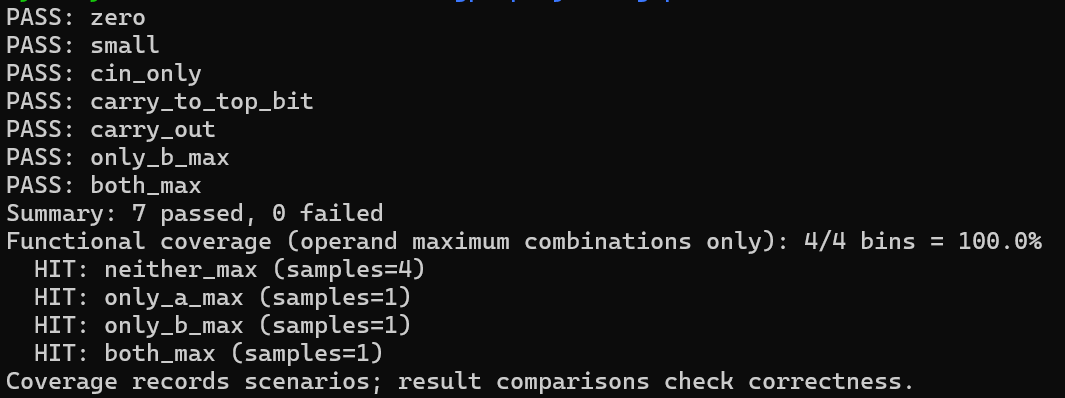 PASS: zero
PASS: small
PASS: cin_only
PASS: carry_to_top_bit
PASS: carry_out
PASS: only_b_max
PASS: both_max
Summary: 7 passed, 0 failed
Functional coverage (operand maximum combinations only): 4/4 bins = 100.0%
  HIT: neither_max (samples=4)
  HIT: only_a_max (samples=1)
  HIT: only_b_max (samples=1)
  HIT: both_max (samples=1)
Coverage records scenarios; result comparisons check correctness.